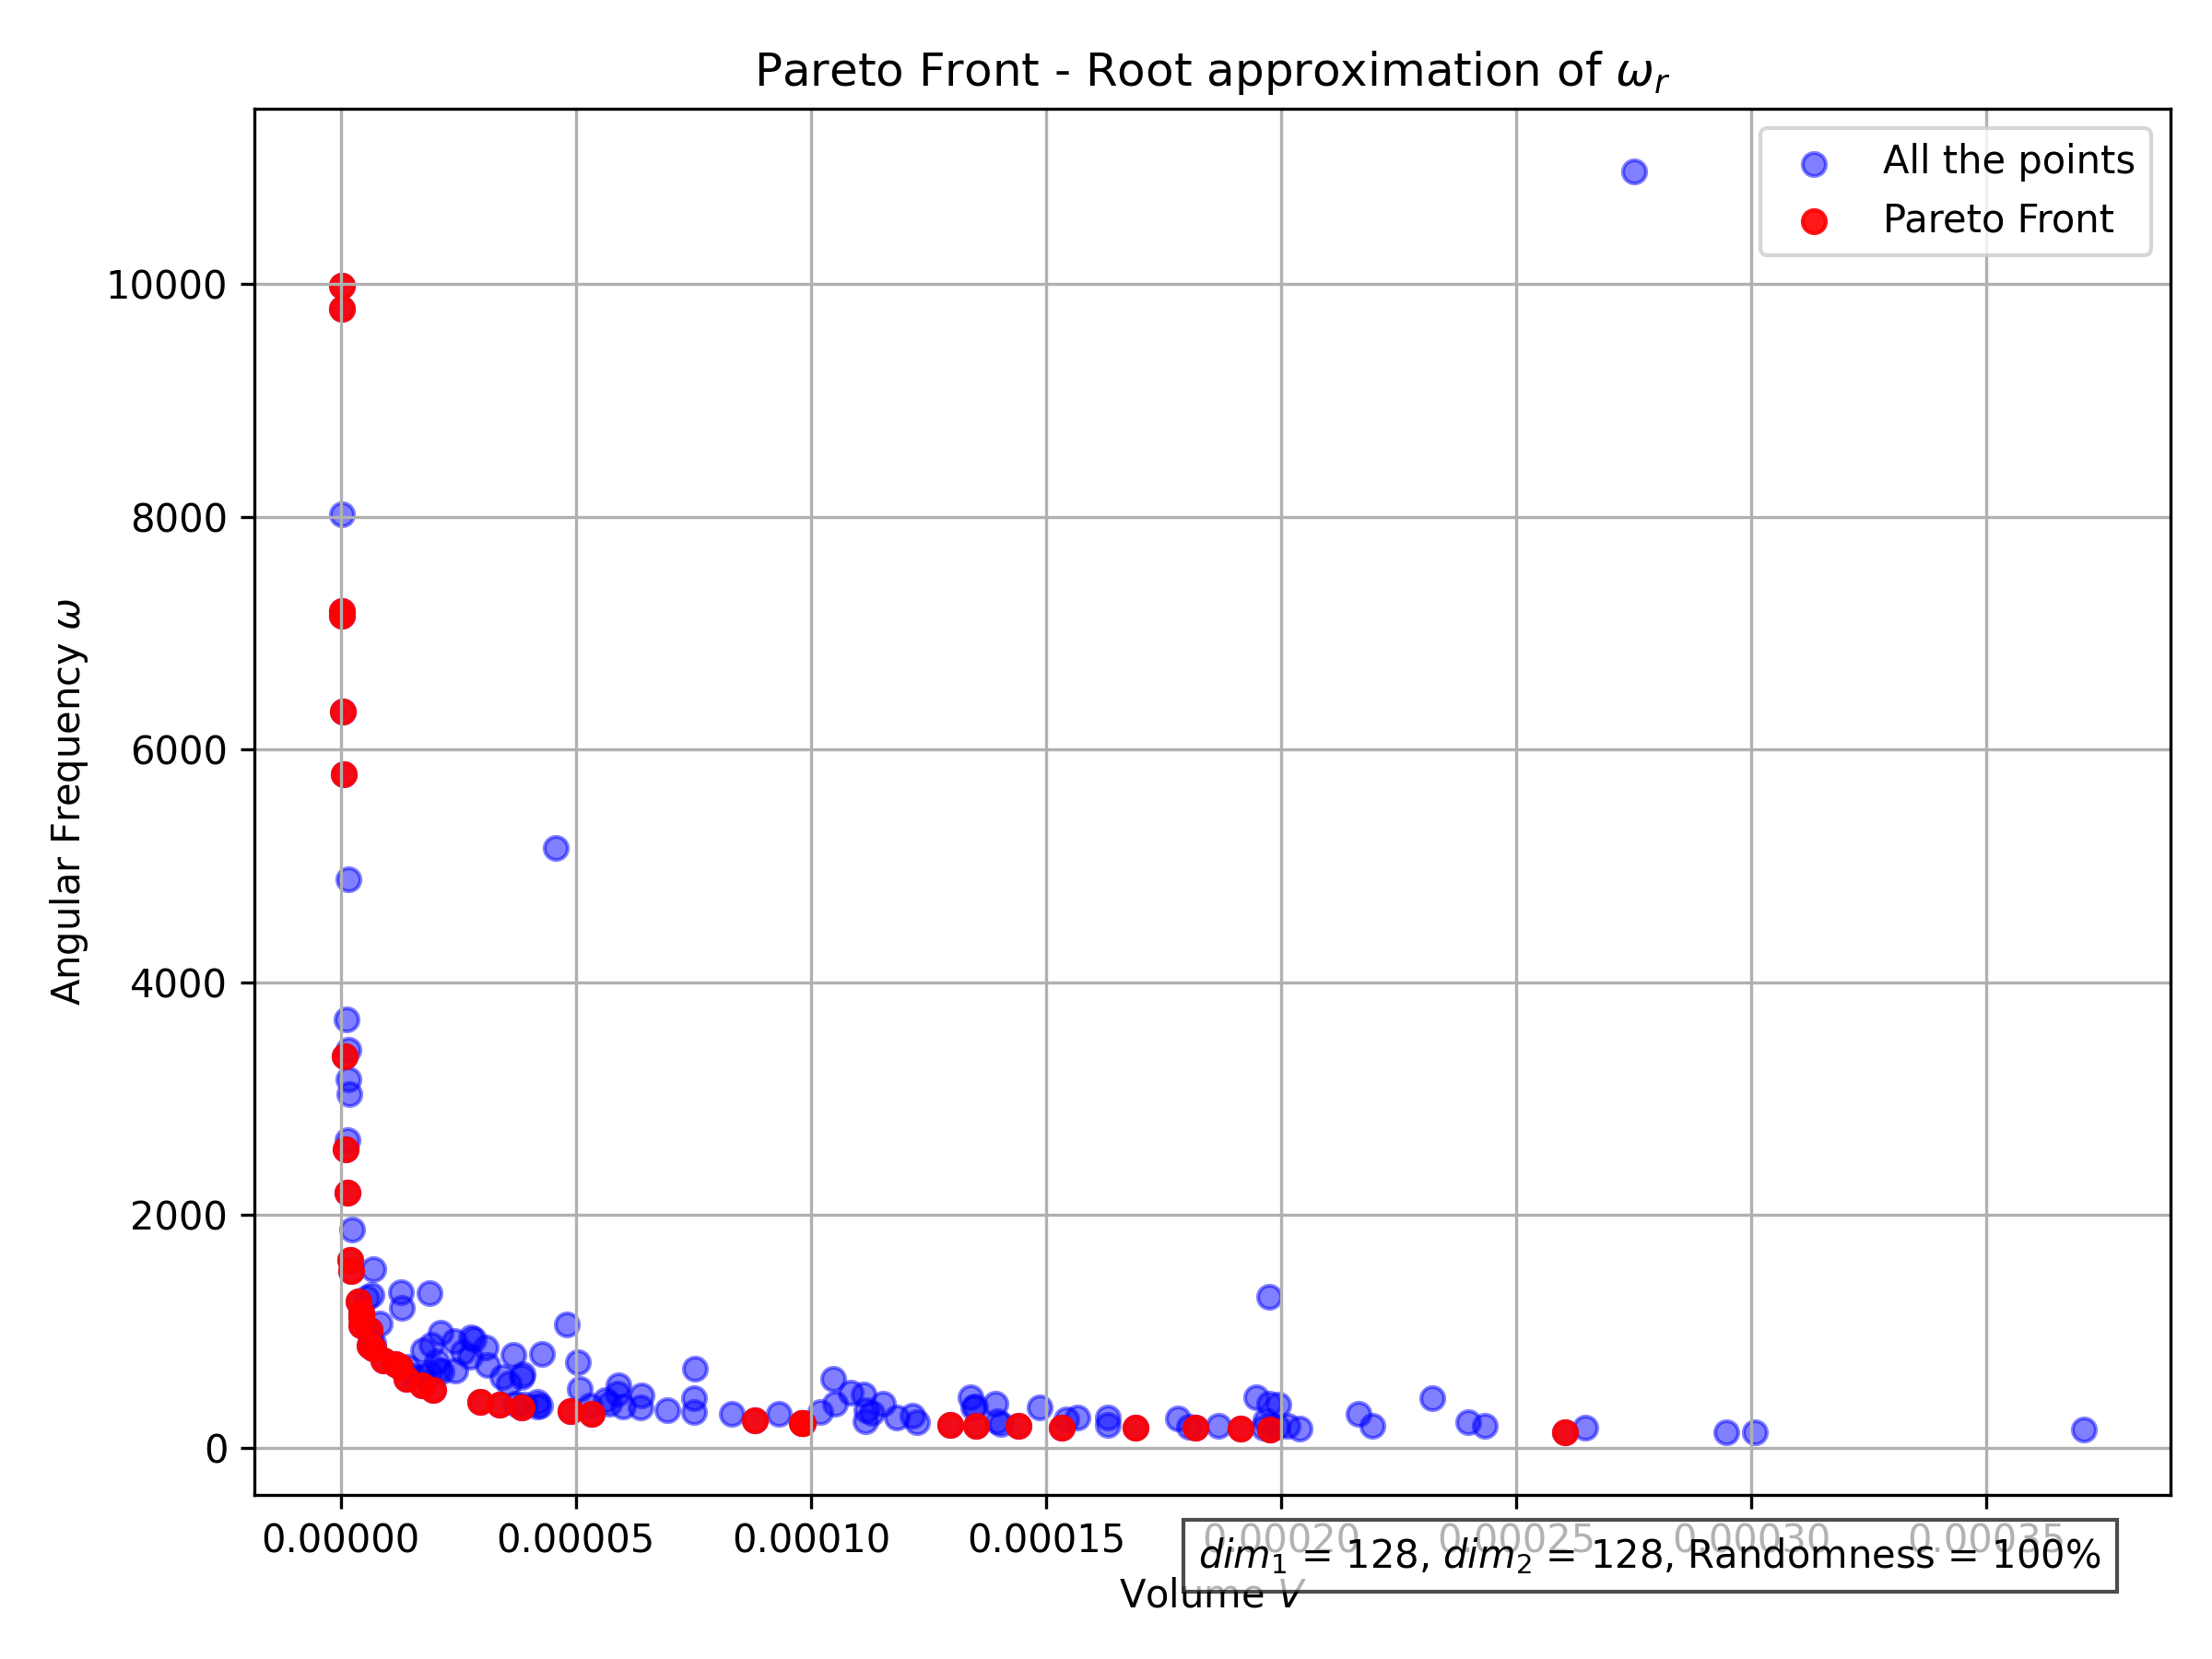 Pareto Front - Root approximation of ωᵣ
All the points
Pareto Front
10000
8000
6000
4000
2000
0
Angular Frequency ω
0.00000 0.00005 0.00010 0.00015 0.00020 0.00025 0.00030 0.00035
dim₁ = 128, dim₂ = 128, Randomness = 100%
Volume V